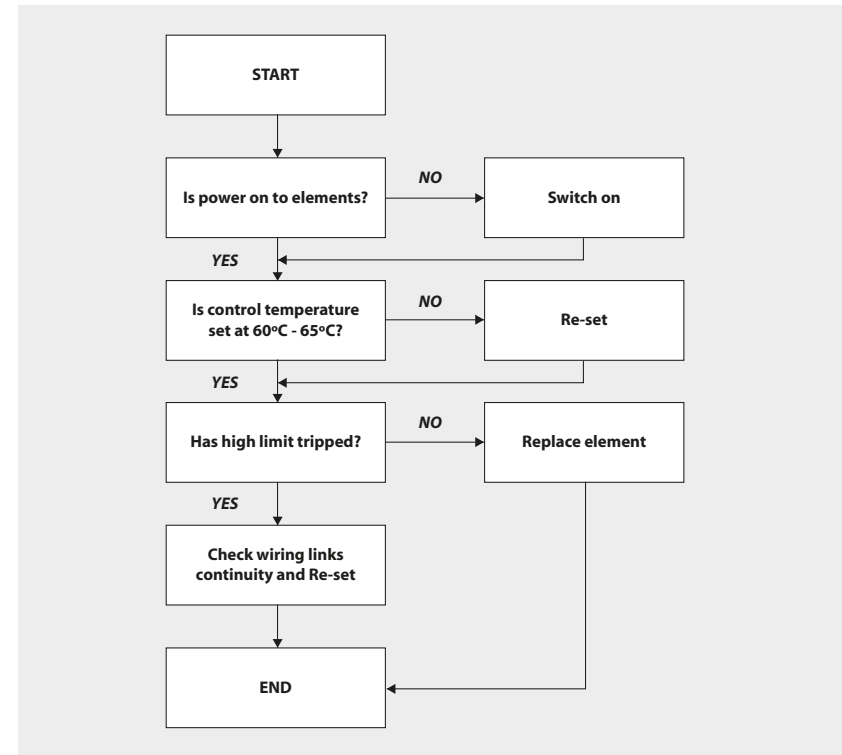 START
Is power on to elements?
NO
Switch on
YES
Is control temperature
set at 60ºC - 65ºC?
NO
Re-set
YES
Has high limit tripped?
NO
Replace element
YES
Check wiring links
continuity and Re-set
END